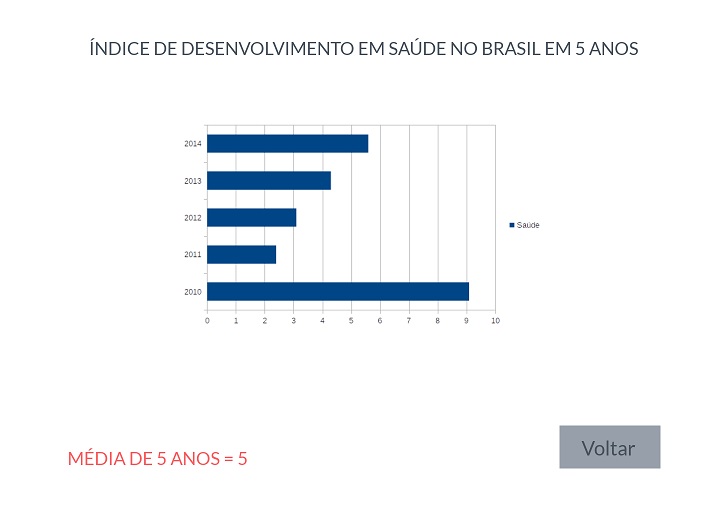 ÍNDICE DE DESENVOLVIMENTO EM SAÚDE NO BRASIL EM 5 ANOS
2014
2013
2012
2011
2010
0 1 2 3 4 5 6 7 8 9 10
Saúde
MÉDIA DE 5 ANOS = 5
Voltar